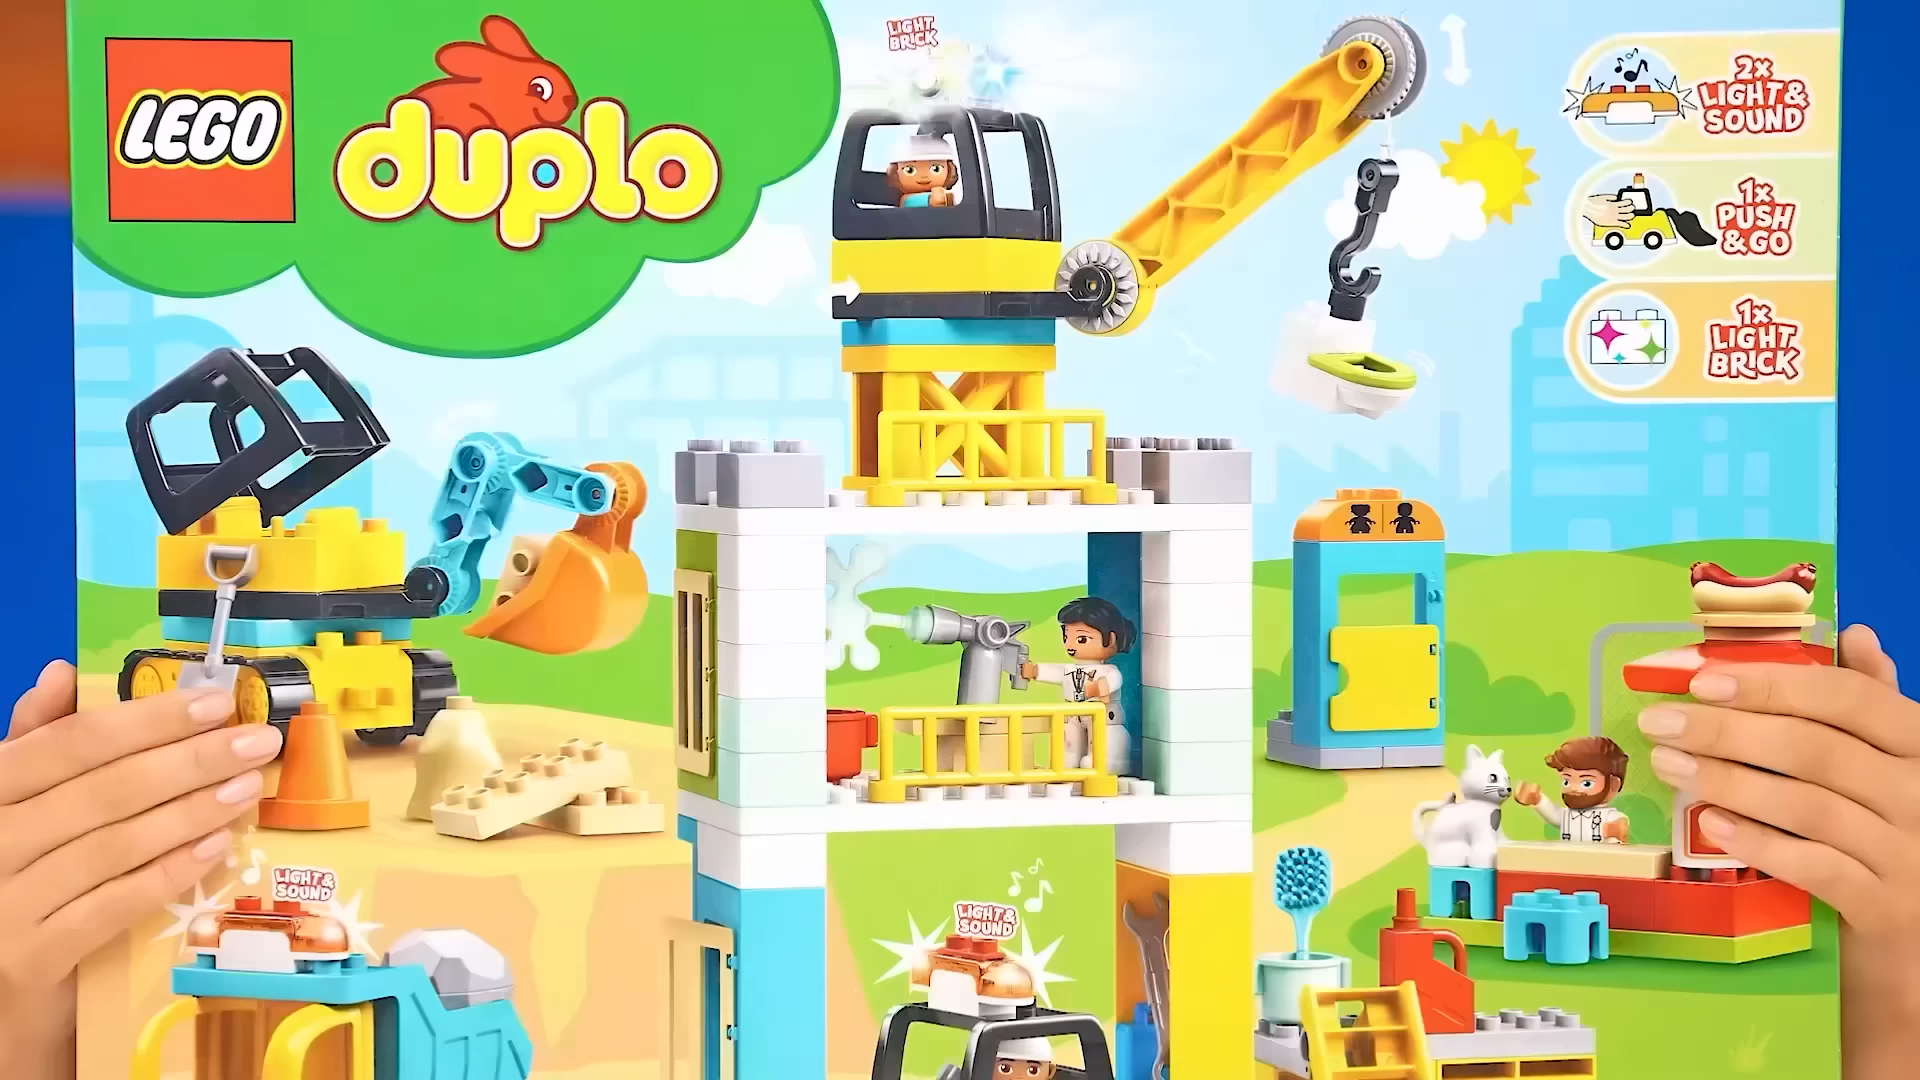 LEGO
duplo
LIGHT
BRICK
2x
LIGHT&
SOUND
1x
PUSH
&GO
1x
LIGHT
BRICK
LIGHT&
SOUND
LIGHT&
SOUND